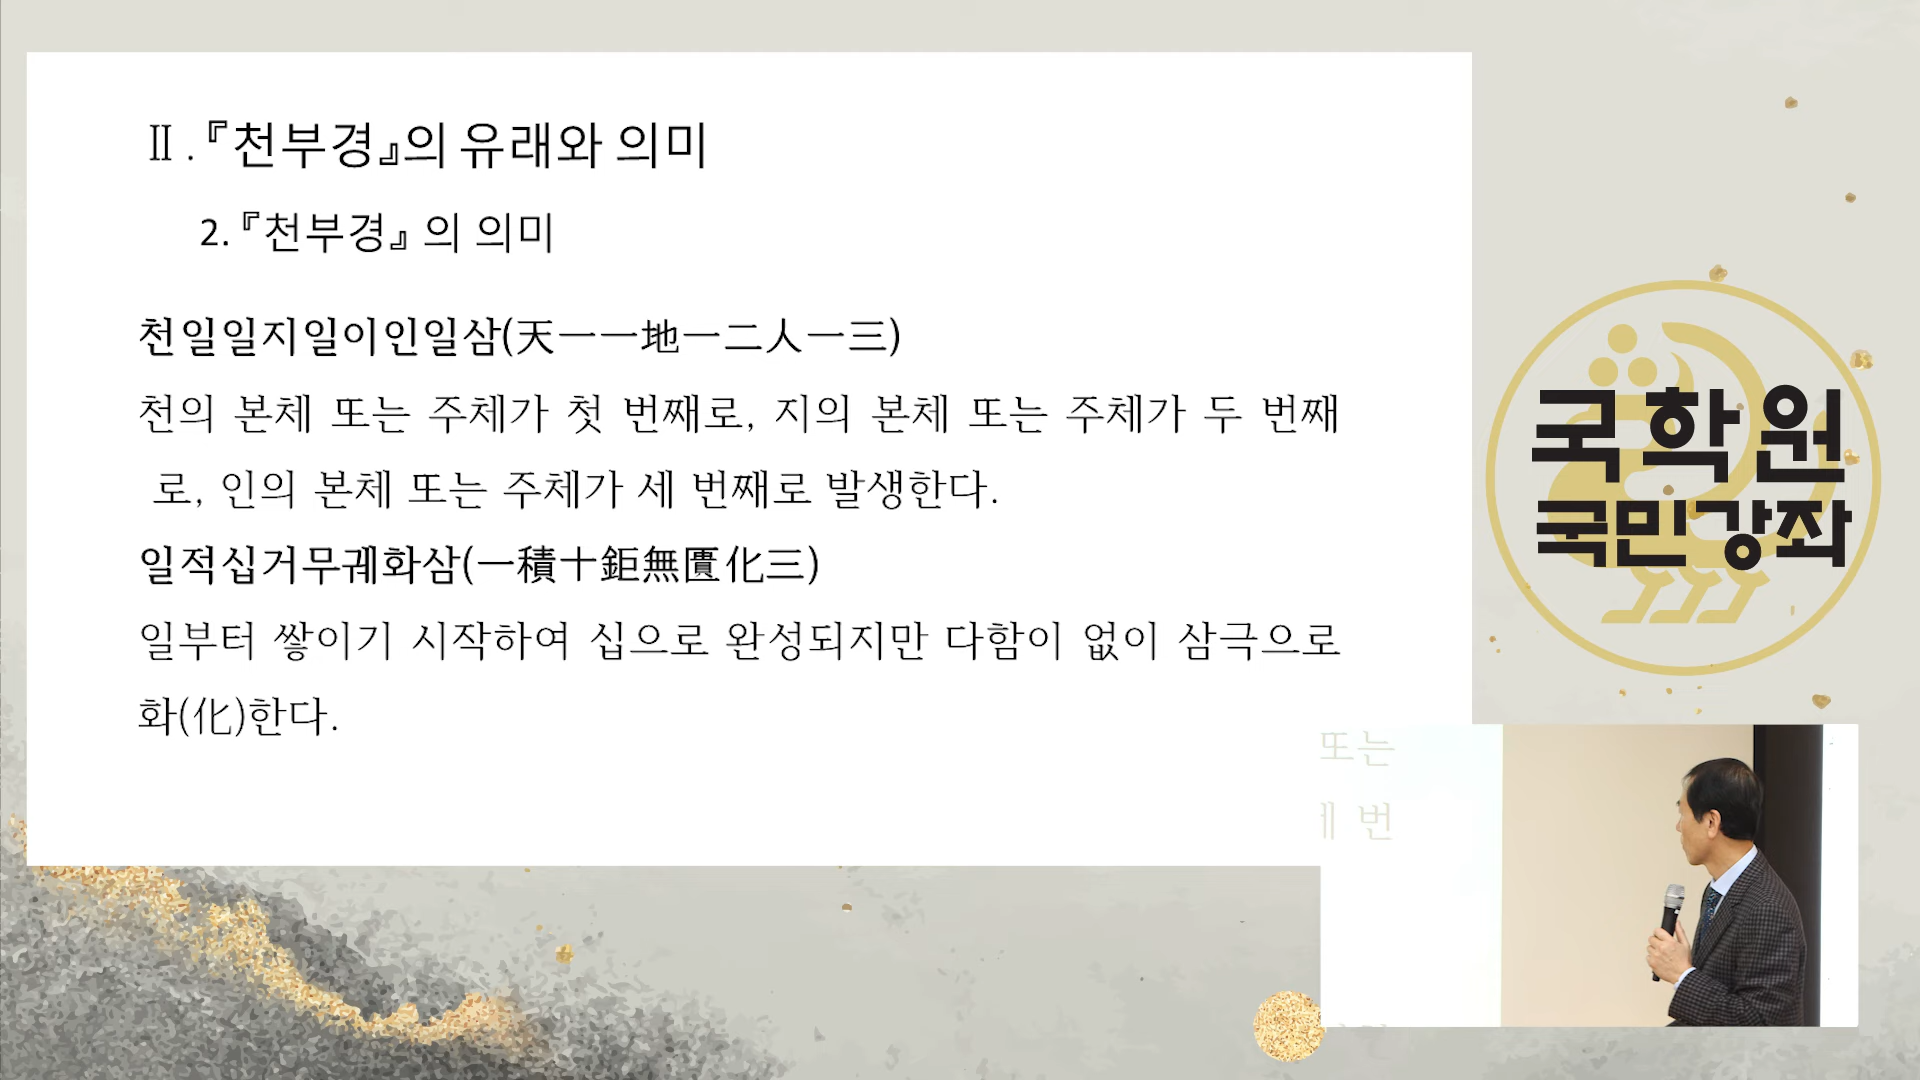 Ⅱ.『천부경』의 유래와 의미
2.『천부경』의 의미
천일일지일이인일삼(天一一地一二人一三)
천의 본체 또는 주체가 첫 번째로, 지의 본체 또는 주체가 두 번째
로, 인의 본체 또는 주체가 세 번째로 발생한다.
일적십거무궤화삼(一積十鉅無匱化三)
일부터 쌓이기 시작하여 십으로 완성되지만 다함이 없이 삼극으로
화(化)한다.
국학원
국민강좌
또는
번